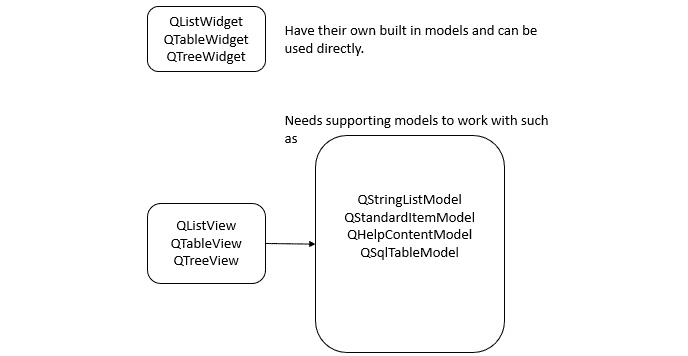 QListWidget
QTableWidget
QTreeWidget
Have their own built in models and can be
used directly.
Needs supporting models to work with such
as
QStringListModel
QStandardItemModel
QHelpContentModel
QSqlTableModel
QListView
QTableView
QTreeView